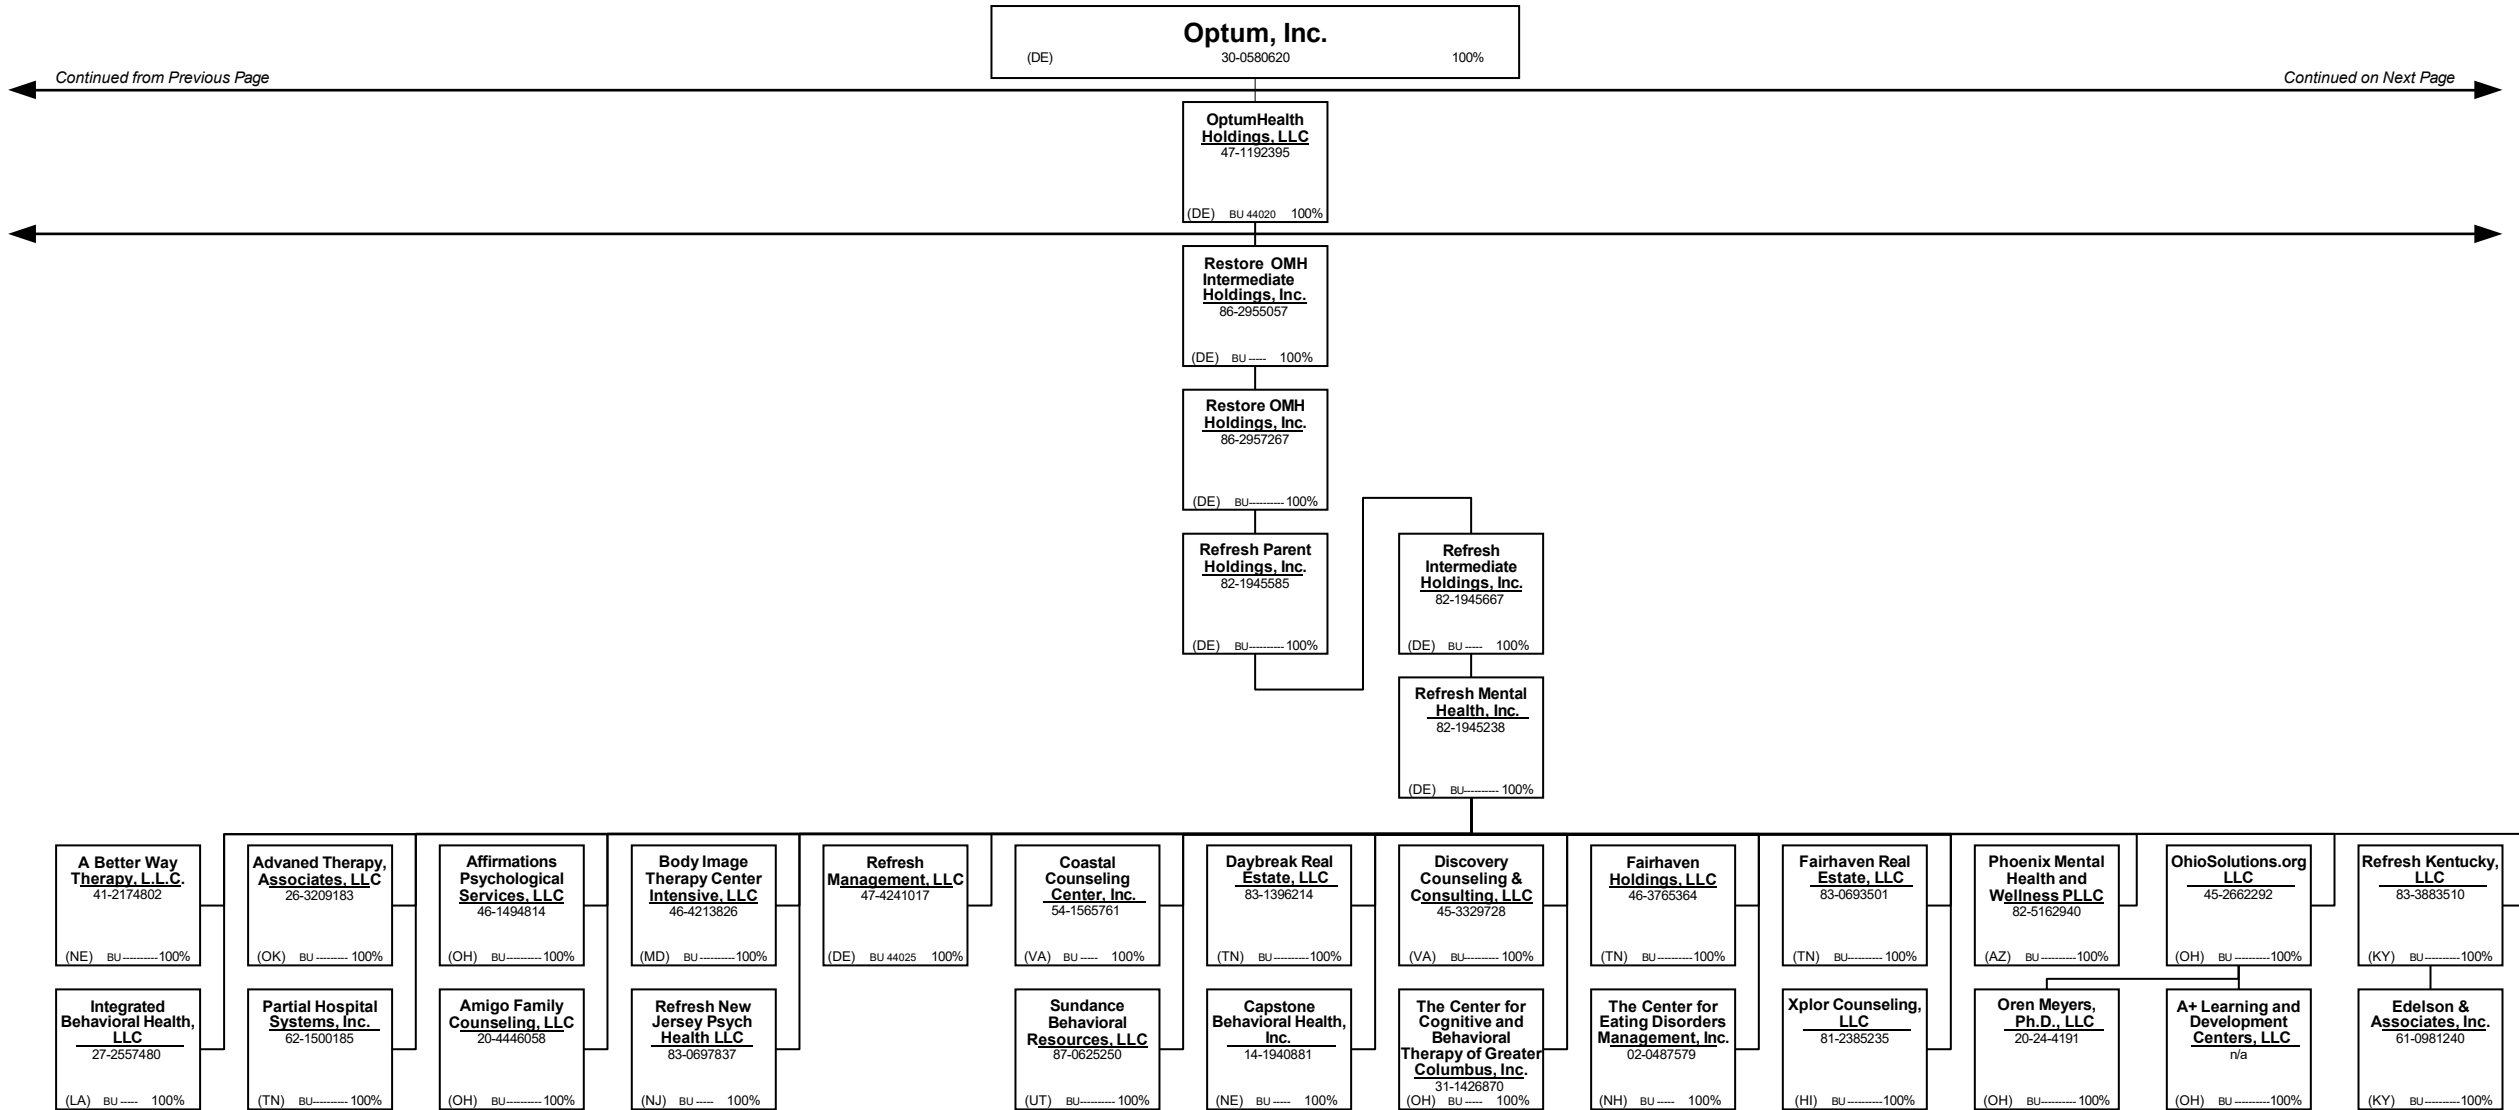 Optum, Inc.
(DE) 30-0580620 100%
Continued from Previous Page
Continued on Next Page
OptumHealth
Holdings, LLC
47-1192395
(DE) BU 44020 100%
Restore OMH
Intermediate
Holdings, Inc.
86-2955057
(DE) BU ----- 100%
Restore OMH
Holdings, Inc.
86-2957267
(DE) BU---------- 100%
Refresh Parent
Holdings, Inc.
82-1945585
(DE) BU---------- 100%
Refresh
Intermediate
Holdings, Inc.
82-1945667
(DE) BU ----- 100%
Refresh Mental
Health, Inc.
82-1945238
(DE) BU---------- 100%
A Better Way
Therapy, L.L.C.
41-2174802
(NE) BU ---------- 100%
Advaned Therapy,
Associates, LLC
26-3209183
(OK) BU --------- 100%
Affirmations
Psychological
Services, LLC
46-1494814
(OH) BU---------- 100%
Body Image
Therapy Center
Intensive, LLC
46-4213826
(MD) BU ---------- 100%
Refresh
Management, LLC
47-4241017
(DE) BU 44025 100%
Coastal
Counseling
Center, Inc.
54-1565761
(VA) BU ----- 100%
Daybreak Real
Estate, LLC
83-1396214
(TN) BU---------- 100%
Discovery
Counseling &
Consulting, LLC
45-3329728
(VA) BU---------- 100%
Fairhaven
Holdings, LLC
46-3765364
(TN) BU ---------- 100%
Fairhaven Real
Estate, LLC
83-0693501
(TN) BU ---------- 100%
Phoenix Mental
Health and
Wellness PLLC
82-5162940
(AZ) BU ---------- 100%
OhioSolutions.org
LLC
45-2662292
(OH) BU ---------- 100%
Refresh Kentucky,
LLC
83-3883510
(KY) BU---------- 100%
Integrated
Behavioral Health,
LLC
27-2557480
(LA) BU ----- 100%
Partial Hospital
Systems, Inc.
62-1500185
(TN) BU---------- 100%
Amigo Family
Counseling, LLC
20-4446058
(OH) BU---------- 100%
Refresh New
Jersey Psych
Health LLC
83-0697837
(NJ) BU ----- 100%
Sundance
Behavioral
Resources, LLC
87-0625250
(UT) BU---------- 100%
Capstone
Behavioral Health,
Inc.
14-1940881
(NE) BU ----- 100%
The Center for
Cognitive and
Behavioral
Therapy of Greater
Columbus, Inc.
31-1426870
(OH) BU ----- 100%
The Center for
Eating Disorders
Management, Inc.
02-0487579
(NH) BU ----- 100%
Xplor Counseling,
LLC
81-2385235
(HI) BU ---------- 100%
Oren Meyers,
Ph.D., LLC
20-24-4191
(OH) BU---------- 100%
A+ Learning and
Development
Centers, LLC
n/a
(OH) BU ---------- 100%
Edelson &
Associates, Inc.
61-0981240
(KY) BU---------- 100%